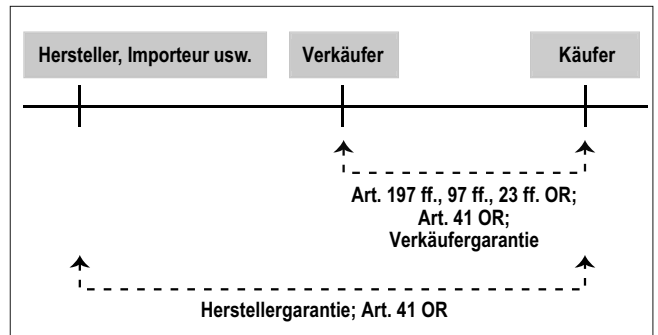 Hersteller, Importeur usw.
Verkäufer
Käufer
Art. 197 ff., 97 ff., 23 ff. OR;
Art. 41 OR;
Verkäufergarantie
Herstellergarantie; Art. 41 OR